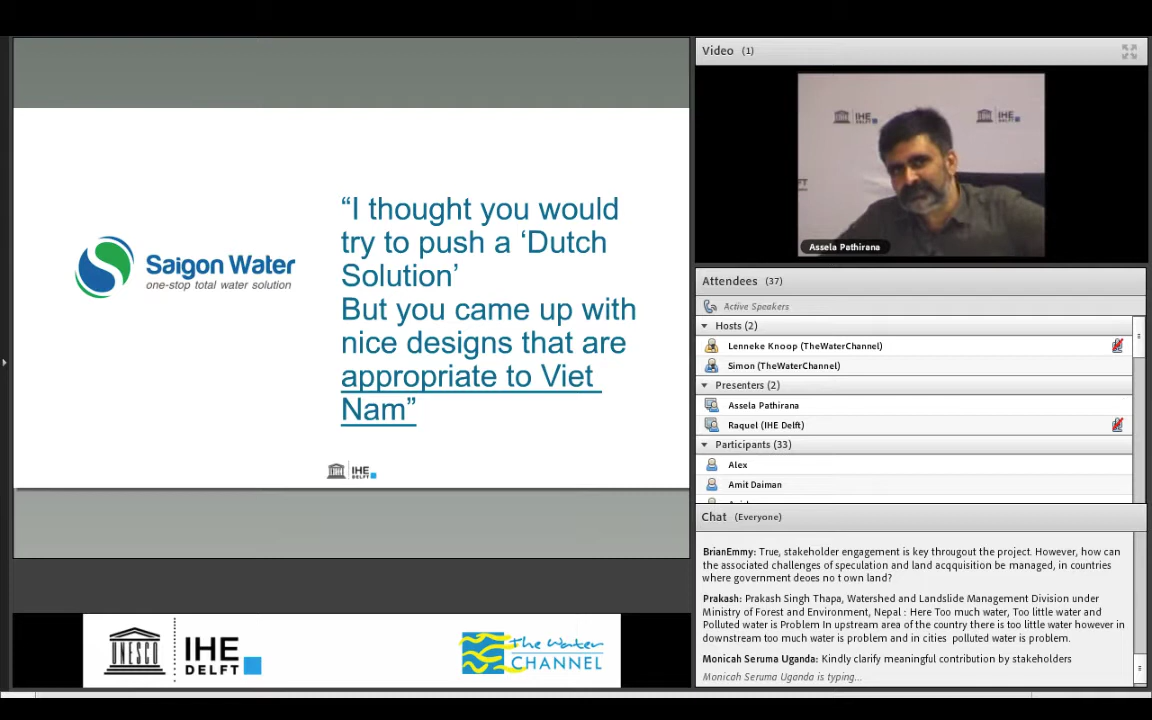 Saigon Water
one-stop total water solution
“I thought you would
try to push a ‘Dutch
Solution’
But you came up with
nice designs that are
appropriate to Viet
Nam”
IHE
DELFT
UNESCO
IHE
DELFT
The Water
CHANNEL
Video (1)
IHE
DELFT
IHE
DELFT
FT
Assela Pathirana
Attendees (37)
Active Speakers
Hosts (2)
Lenneke Knoop (TheWaterChannel)
Simon (TheWaterChannel)
Presenters (2)
Assela Pathirana
Raquel (IHE Delft)
Participants (33)
Alex
Amit Daiman
Chat (Everyone)
BrianEmmy: True, stakeholder engagement is key througout the project. However, how can
the associated challenges of speculation and land acqquisition be managed, in countries
where government deoes no t own land?
Prakash: Prakash Singh Thapa, Watershed and Landslide Management Division under
Ministry of Forest and Environment, Nepal : Here Too much water, Too little water and
Polluted water is Problem In upstream area of the country there is too little water however in
downstream too much water is problem and in cities polluted water is problem.
Monicah Seruma Uganda: Kindly clarify meaningful contribution by stakeholders
Monicah Seruma Uganda is typing...